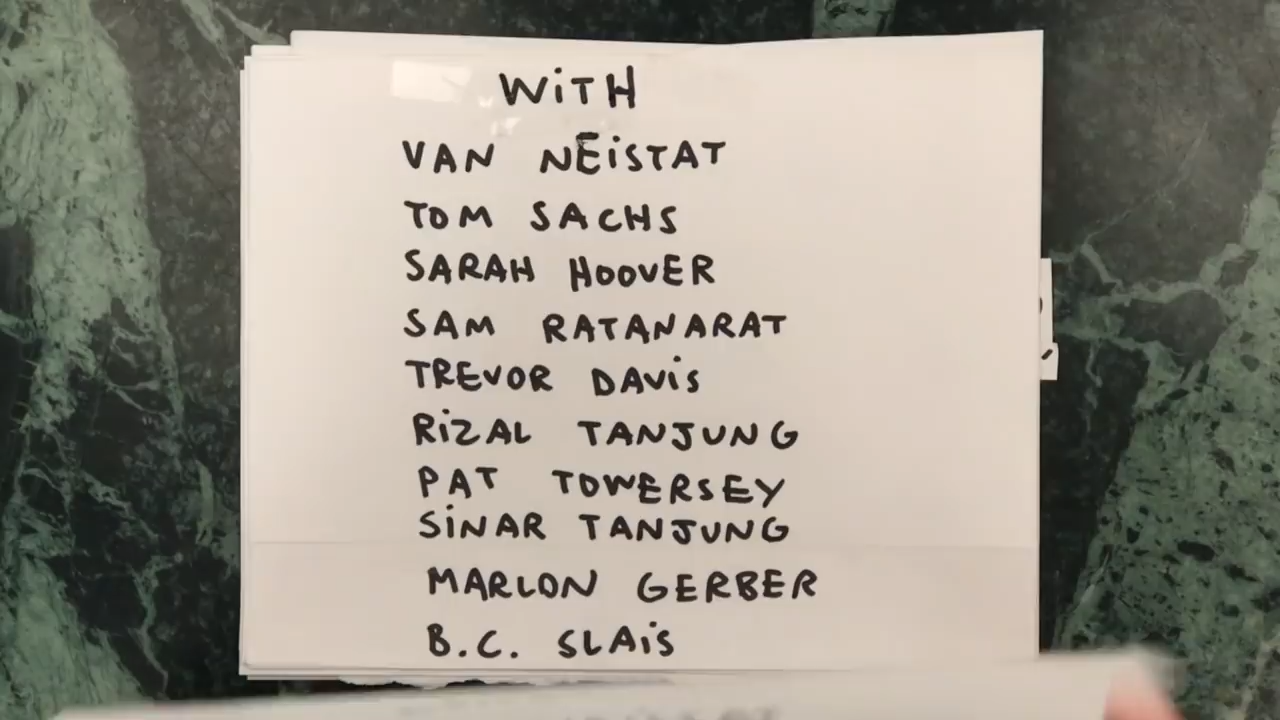 WiTH
VAN NEiSTAT
TOM SACHS
SARAH HOOVER
SAM RATANARAT
TREVOR DAViS
RiZAL TANJUNG
PAT TOWERSEY
SiNAR TANJUNG
MARLON GERBER
B.C. SLAiS